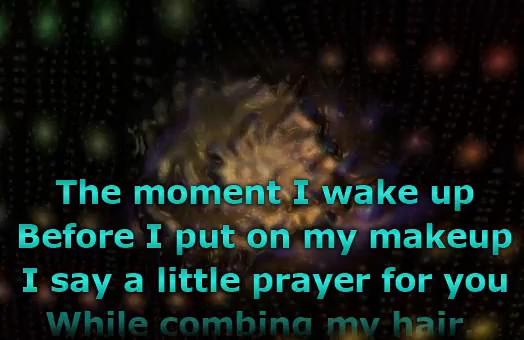 The moment I wake up
Before I put on my makeup
I say a little prayer for you
While combing my hair